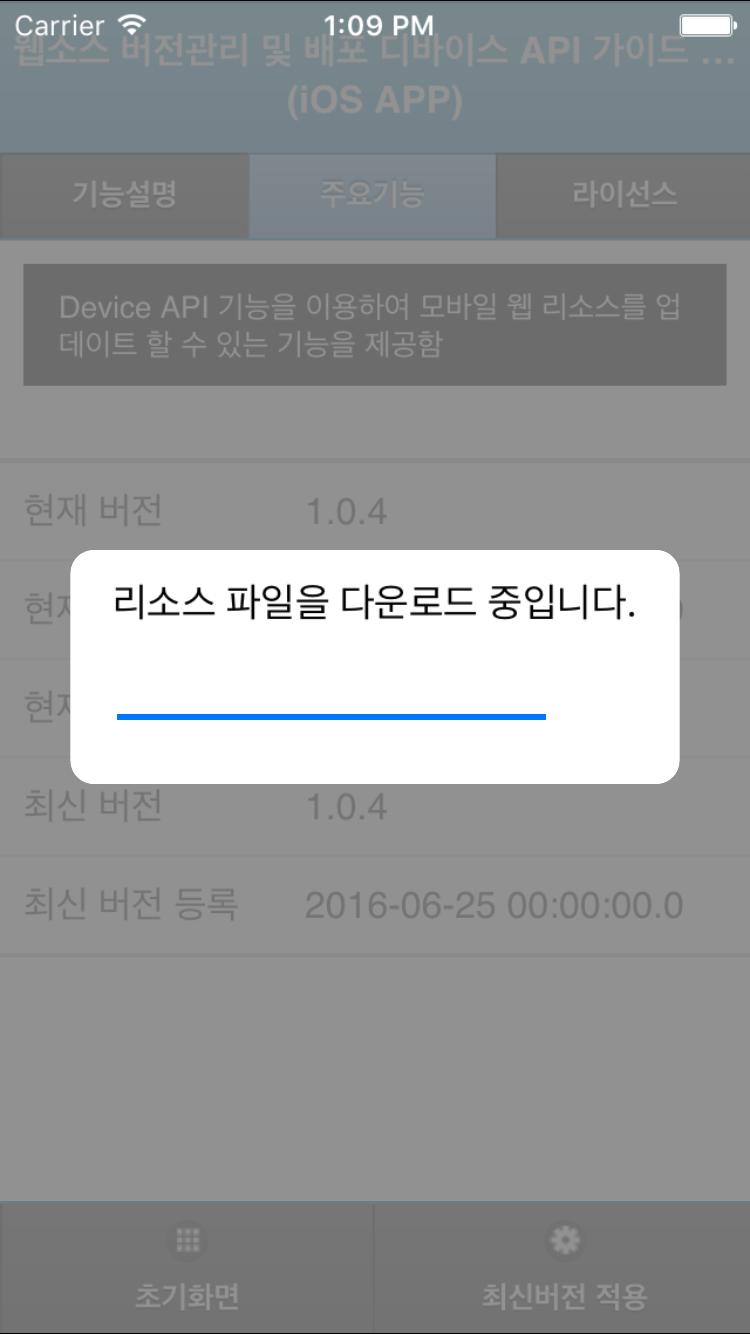 Carrier 1:09 PM
웹소스 버전관리 및 배포 디바이스 API 가이드 ...
(iOS APP)
기능설명 주요기능 라이선스
Device API 기능을 이용하여 모바일 웹 리소스를 업
데이트 할 수 있는 기능을 제공함
현재 버전 1.0.4
리소스 파일을 다운로드 중입니다.
최신 버전 1.0.4
최신 버전 등록 2016-06-25 00:00:00.0
초기화면 최신버전 적용